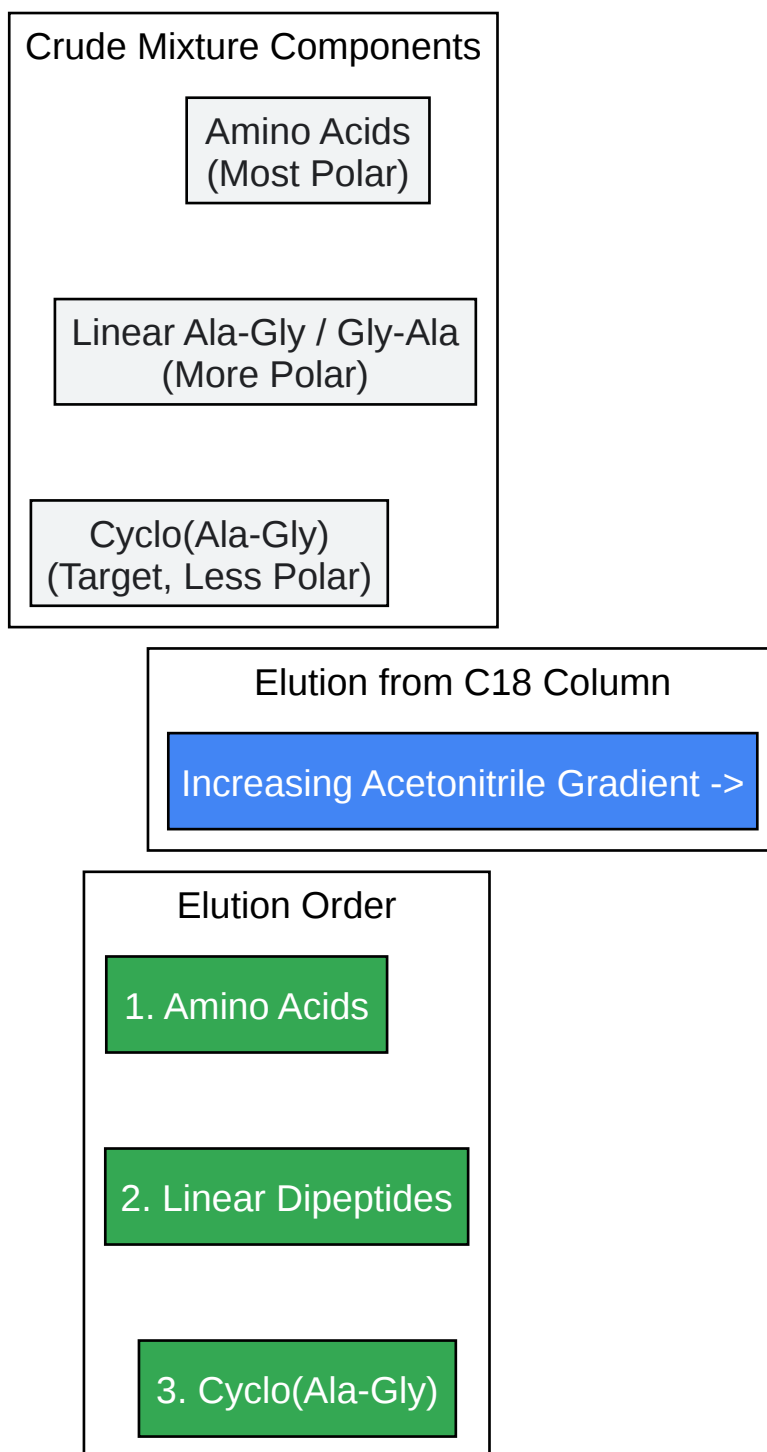 Crude Mixture Components
Amino Acids
(Most Polar)
Linear Ala-Gly / Gly-Ala
(More Polar)
Cyclo(Ala-Gly)
(Target, Less Polar)
Elution from C18 Column
Increasing Acetonitrile Gradient ->
Elution Order
1. Amino Acids
2. Linear Dipeptides
3. Cyclo(Ala-Gly)